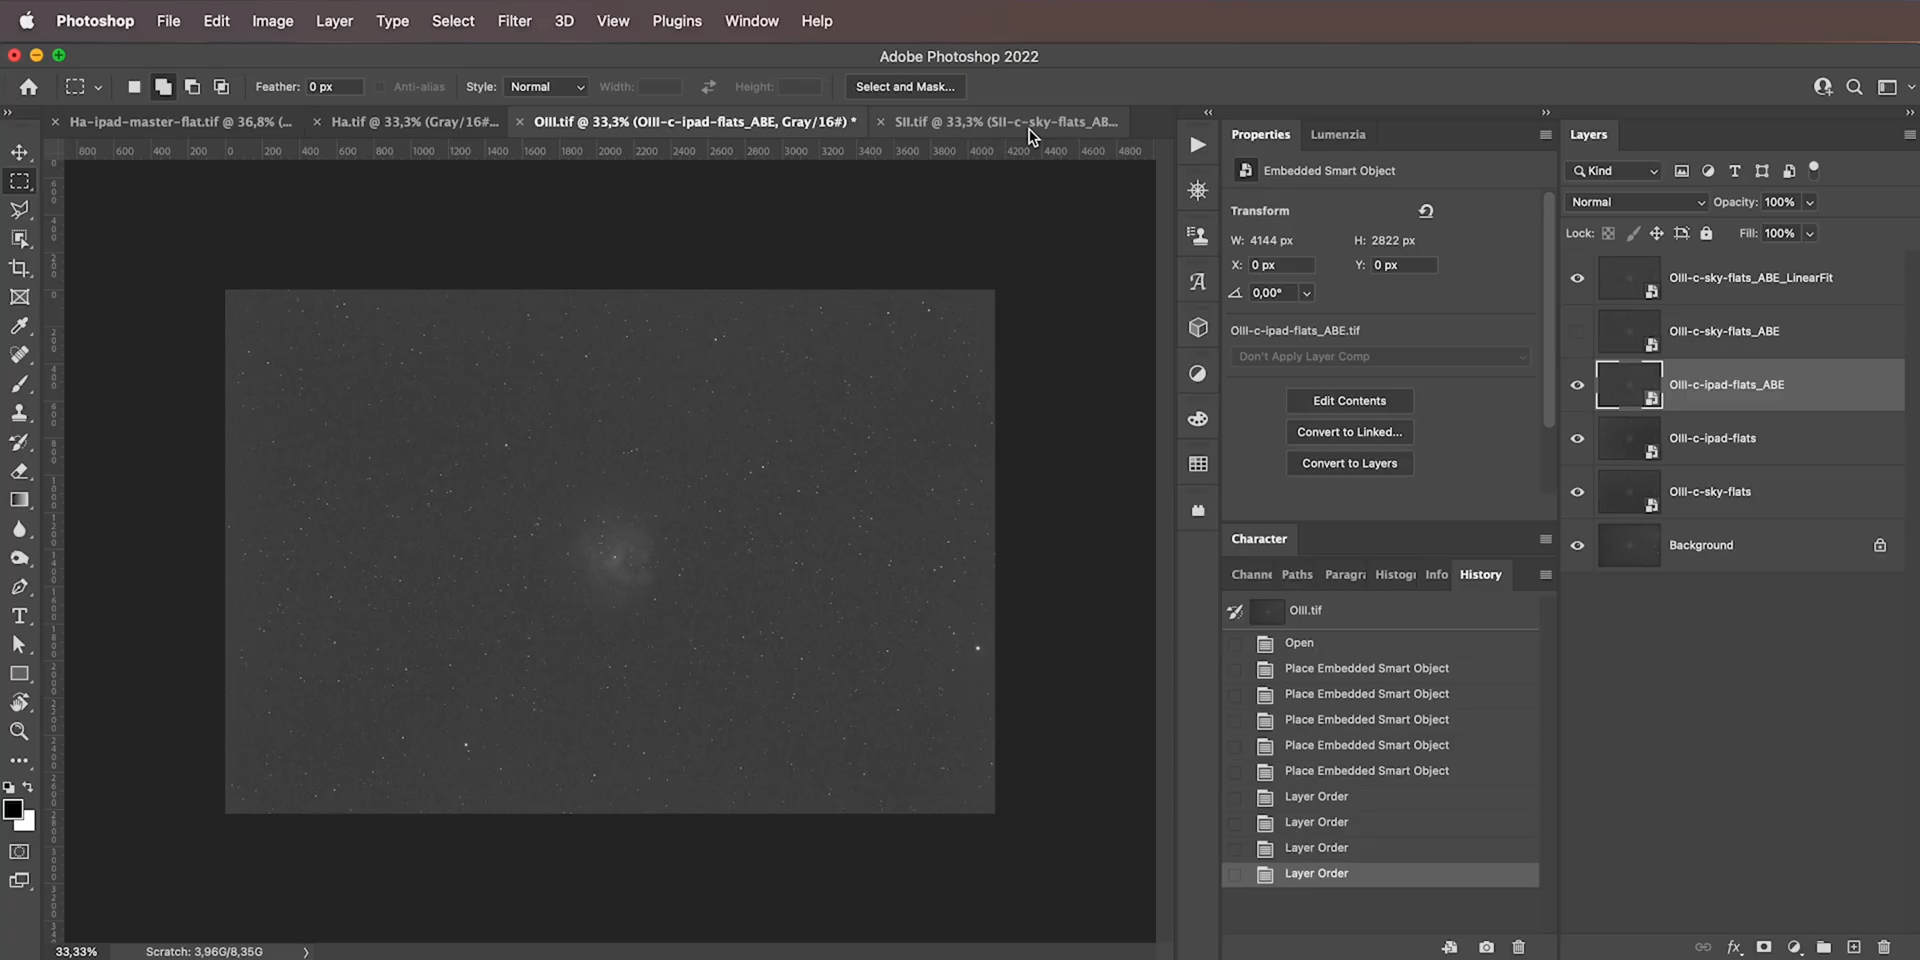 Photoshop File Edit Image Layer Type Select Filter 3D View Plugins Window Help
Adobe Photoshop 2022
Feather: 0 px Anti-alias Style: Normal Width: Height: Select and Mask...
Ha-ipad-master-flat.tif @ 36,8% (... Ha.tif @ 33,3% (Gray/16#... OIII.tif @ 33,3% (OIII-c-ipad-flats_ABE, Gray/16#) * SII.tif @ 33,3% (SII-c-sky-flats_AB...
800 600 400 200 0 200 400 600 800 1000 1200 1400 1600 1800 2000 2200 2400 2600 2800 3000 3200 3400 3600 3800 4000 4200 4400 4600 4800
Properties Lumenzia
Embedded Smart Object
Transform
W: 4144 px H: 2822 px
X: 0 px Y: 0 px
0,00°
OIII-c-ipad-flats_ABE.tif
Don't Apply Layer Comp
Edit Contents
Convert to Linked...
Convert to Layers
Character
Channe Paths Paragra Histogr Info History
OIII.tif
Open
Place Embedded Smart Object
Place Embedded Smart Object
Place Embedded Smart Object
Place Embedded Smart Object
Place Embedded Smart Object
Layer Order
Layer Order
Layer Order
Layer Order
Layers
Kind
Normal Opacity: 100%
Lock: Fill: 100%
OIII-c-sky-flats_ABE_LinearFit
OIII-c-sky-flats_ABE
OIII-c-ipad-flats_ABE
OIII-c-ipad-flats
OIII-c-sky-flats
Background
fx
33,33% Scratch: 3,96G/8,35G